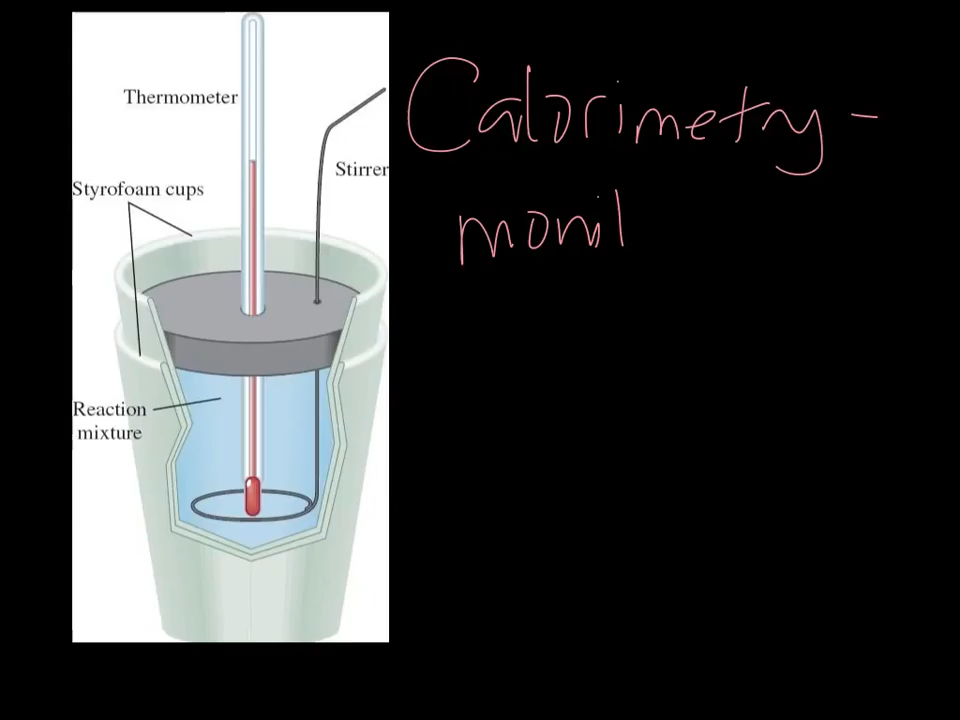 Thermometer
Calorimetry -
Stirrer
Styrofoam cups
monil
Reaction
mixture